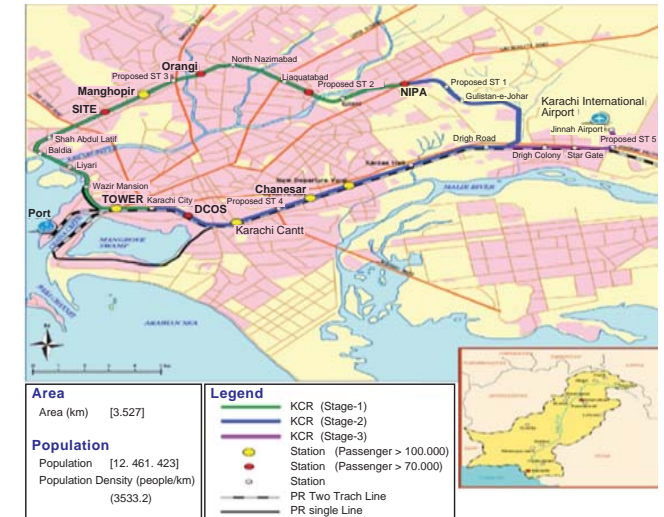 North Nazimabad
Orangi
Proposed ST 3
Liaquatabad
Proposed ST 2
Manghopir
NIPA
Proposed ST 1
Gulistan-e-Johar
SITE
Karachi International
Airport
Jinnah Airport
Shah Abdul Latif
Baldia
Drigh Road
Proposed ST 5
Drigh Colony
Star Gate
Liyari
Wazir Mansion
Chanesar
MALIR RIVER
TOWER
Karachi City
DCOS
Proposed ST 4
Port
Karachi Cantt
MANGROVE
SWAMP
ARABIAN SEA
Area
Area (km) [3.527]
Population
Population [12. 461. 423]
Population Density (people/km)
(3533.2)
Legend
KCR (Stage-1)
KCR (Stage-2)
KCR (Stage-3)
Station (Passenger > 100.000)
Station (Passenger > 70.000)
Station
PR Two Trach Line
PR single Line